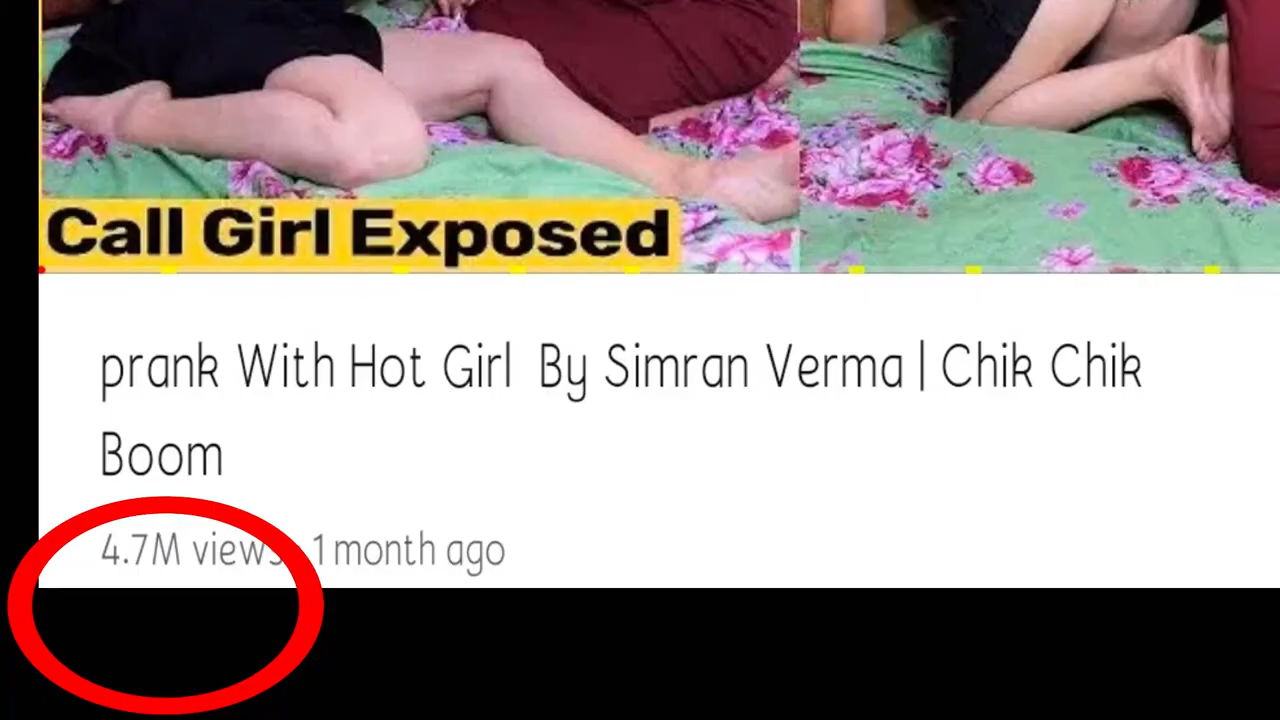 Call Girl Exposed
prank With Hot Girl By Simran Verma | Chik Chik
Boom
4.7M views · 1 month ago